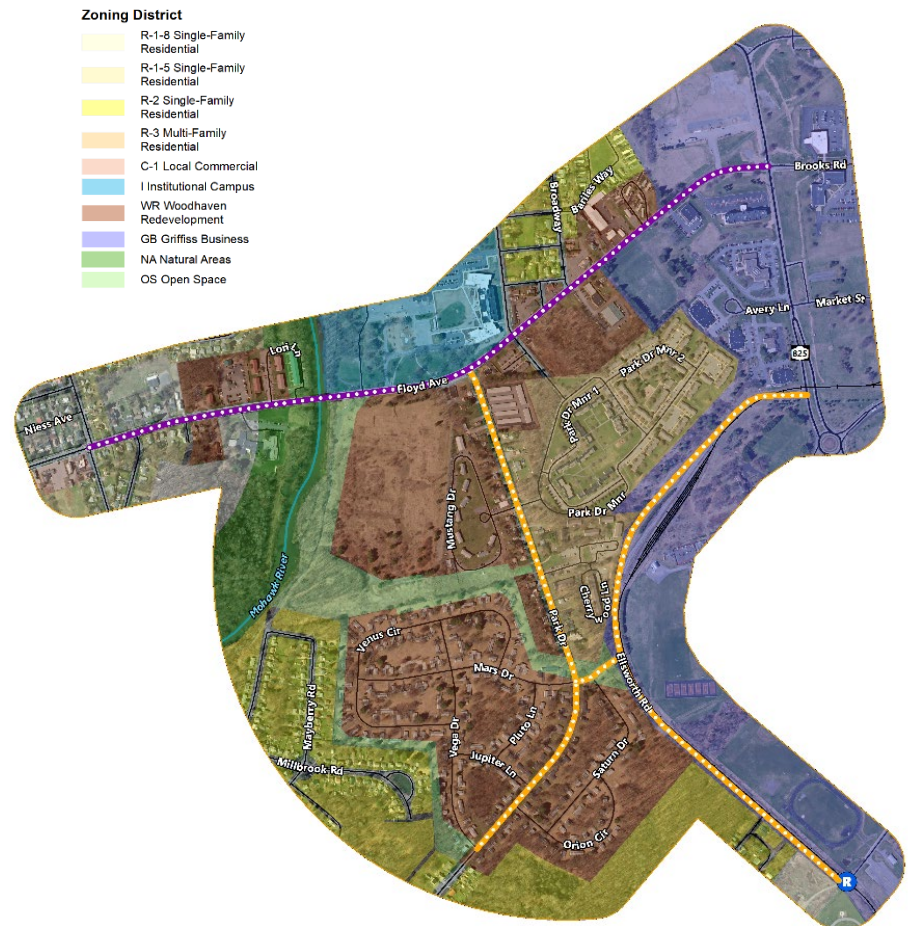 Zoning District
R-1-8 Single-Family
Residential
R-1-5 Single-Family
Residential
R-2 Single-Family
Residential
R-3 Multi-Family
Residential
C-1 Local Commercial
I Institutional Campus
WR Woodhaven
Redevelopment
GB Griffiss Business
NA Natural Areas
OS Open Space
Brooks Rd
Broadway
Bartles Way
Avery Ln
Market St
825
Lori Ln
Park Dr Mnr 2
Floyd Ave
Niess Ave
Park Dr Mnr 1
Mustang Dr
Park Dr Mnr
Mohawk River
Cherry
wood Ln
Park Dr
Venus Cir
Mars Dr
Ellsworth Rd
Mayberry Rd
Vega Dr
Pluto Ln
Saturn Dr
Jupiter Ln
Millbrook Rd
Orion Cir
R